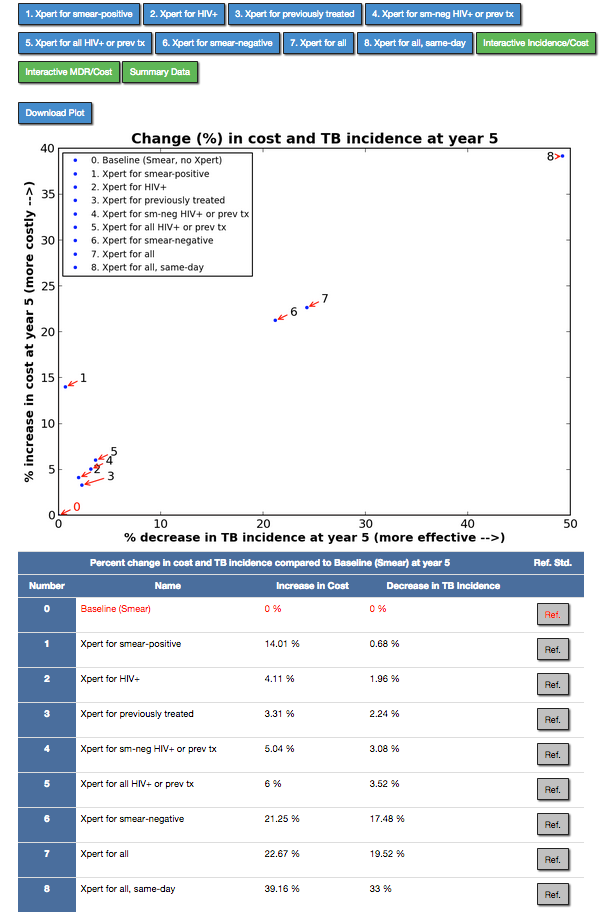 1. Xpert for smear-positive 2. Xpert for HIV+ 3. Xpert for previously treated 4. Xpert for sm-neg HIV+ or prev tx
5. Xpert for all HIV+ or prev tx 6. Xpert for smear-negative 7. Xpert for all 8. Xpert for all, same-day Interactive Incidence/Cost
Interactive MDR/Cost Summary Data
Download Plot
Change (%) in cost and TB incidence at year 5
% increase in cost at year 5 (more costly -->)
40
35
30
25
20
15
10
5
0
0. Baseline (Smear, no Xpert)
1. Xpert for smear-positive
2. Xpert for HIV+
3. Xpert for previously treated
4. Xpert for sm-neg HIV+ or prev tx
5. Xpert for all HIV+ or prev tx
6. Xpert for smear-negative
7. Xpert for all
8. Xpert for all, same-day
8
7
6
1
5
4
2
3
0
0 10 20 30 40 50
% decrease in TB incidence at year 5 (more effective -->)
Percent change in cost and TB incidence compared to Baseline (Smear) at year 5 Ref. Std.
Number Name Increase in Cost Decrease in TB Incidence
0 Baseline (Smear) 0 % 0 % Ref.
1 Xpert for smear-positive 14.01 % 0.68 % Ref.
2 Xpert for HIV+ 4.11 % 1.96 % Ref.
3 Xpert for previously treated 3.31 % 2.24 % Ref.
4 Xpert for sm-neg HIV+ or prev tx 5.04 % 3.08 % Ref.
5 Xpert for all HIV+ or prev tx 6 % 3.52 % Ref.
6 Xpert for smear-negative 21.25 % 17.48 % Ref.
7 Xpert for all 22.67 % 19.52 % Ref.
8 Xpert for all, same-day 39.16 % 33 % Ref.